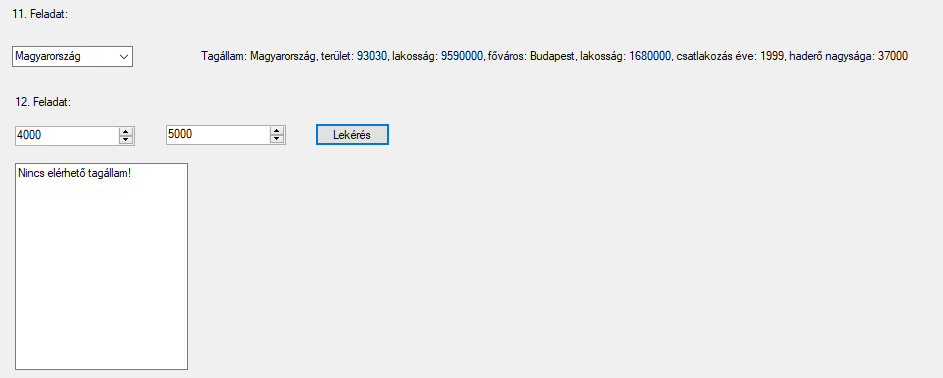 11. Feladat:
Magyarország
Tagállam: Magyarország, terület: 93030, lakosság: 9590000, főváros: Budapest, lakosság: 1680000, csatlakozás éve: 1999, haderő nagysága: 37000
12. Feladat:
4000 5000 Lekérés
Nincs elérhető tagállam!